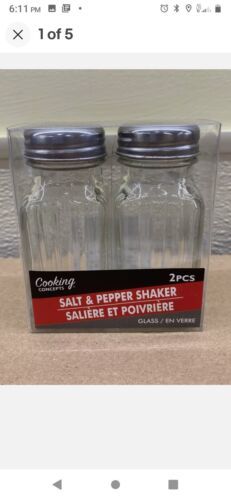 6:11 PM
1 of 5
Cooking
CONCEPTS
2PCS
SALT & PEPPER SHAKER
SALIÈRE ET POIVRIÈRE
GLASS / EN VERRE